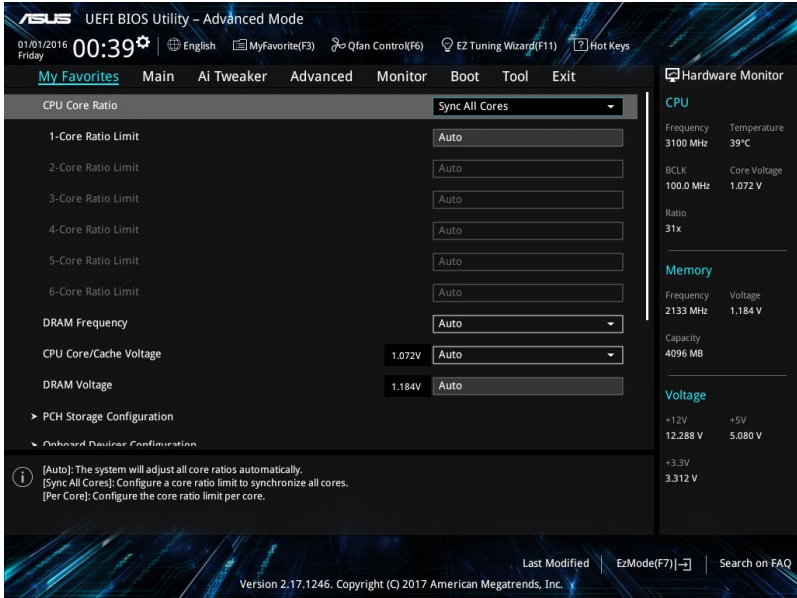 ASUS UEFI BIOS Utility – Advanced Mode
01/01/2016
Friday
00:39
English
MyFavorite(F3)
Qfan Control(F6)
EZ Tuning Wizard(F11)
? Hot Keys
My Favorites Main Ai Tweaker Advanced Monitor Boot Tool Exit
CPU Core Ratio Sync All Cores
1-Core Ratio Limit Auto
2-Core Ratio Limit Auto
3-Core Ratio Limit Auto
4-Core Ratio Limit Auto
5-Core Ratio Limit Auto
6-Core Ratio Limit Auto
DRAM Frequency Auto
CPU Core/Cache Voltage 1.072V Auto
DRAM Voltage 1.184V Auto
> PCH Storage Configuration
> Onboard Devices Configuration
[Auto]: The system will adjust all core ratios automatically.
[Sync All Cores]: Configure a core ratio limit to synchronize all cores.
[Per Core]: Configure the core ratio limit per core.
Hardware Monitor
CPU
Frequency Temperature
3100 MHz 39°C
BCLK Core Voltage
100.0 MHz 1.072 V
Ratio
31x
Memory
Frequency Voltage
2133 MHz 1.184 V
Capacity
4096 MB
Voltage
+12V +5V
12.288 V 5.080 V
+3.3V
3.312 V
Last Modified EzMode(F7) Search on FAQ
Version 2.17.1246. Copyright (C) 2017 American Megatrends, Inc.